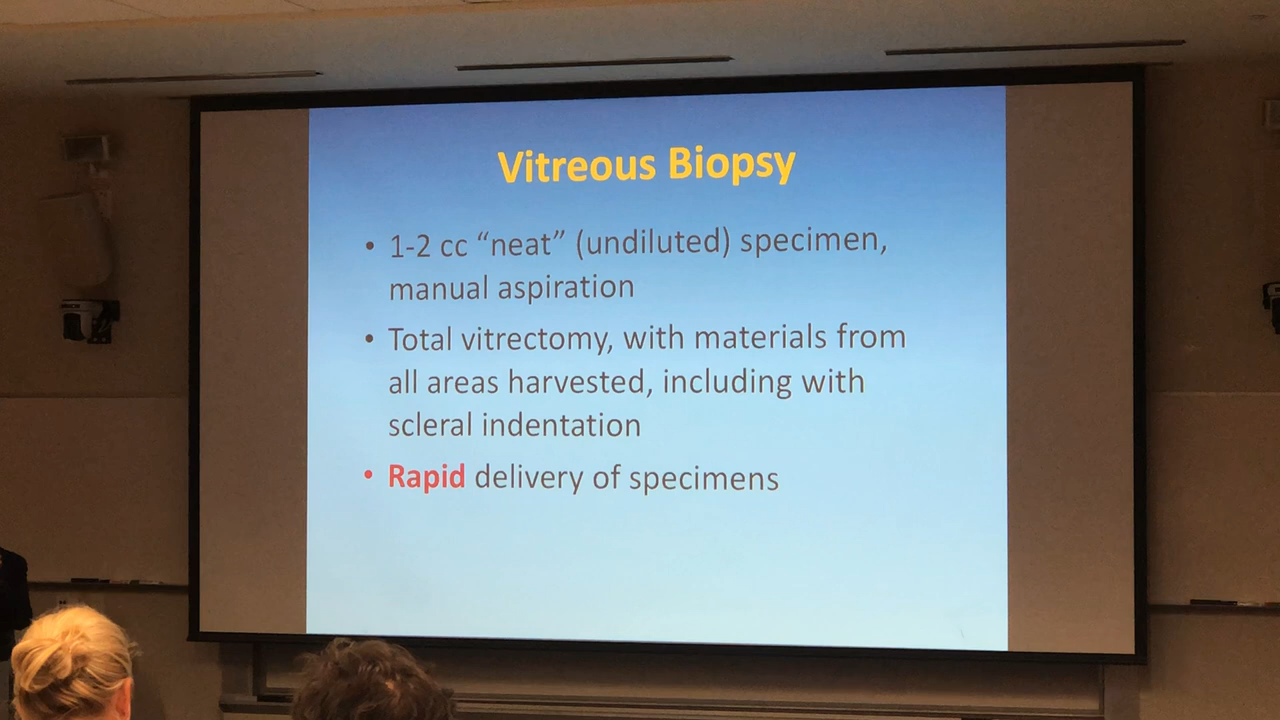 Vitreous Biopsy
• 1-2 cc “neat” (undiluted) specimen,
manual aspiration
• Total vitrectomy, with materials from
all areas harvested, including with
scleral indentation
• Rapid delivery of specimens